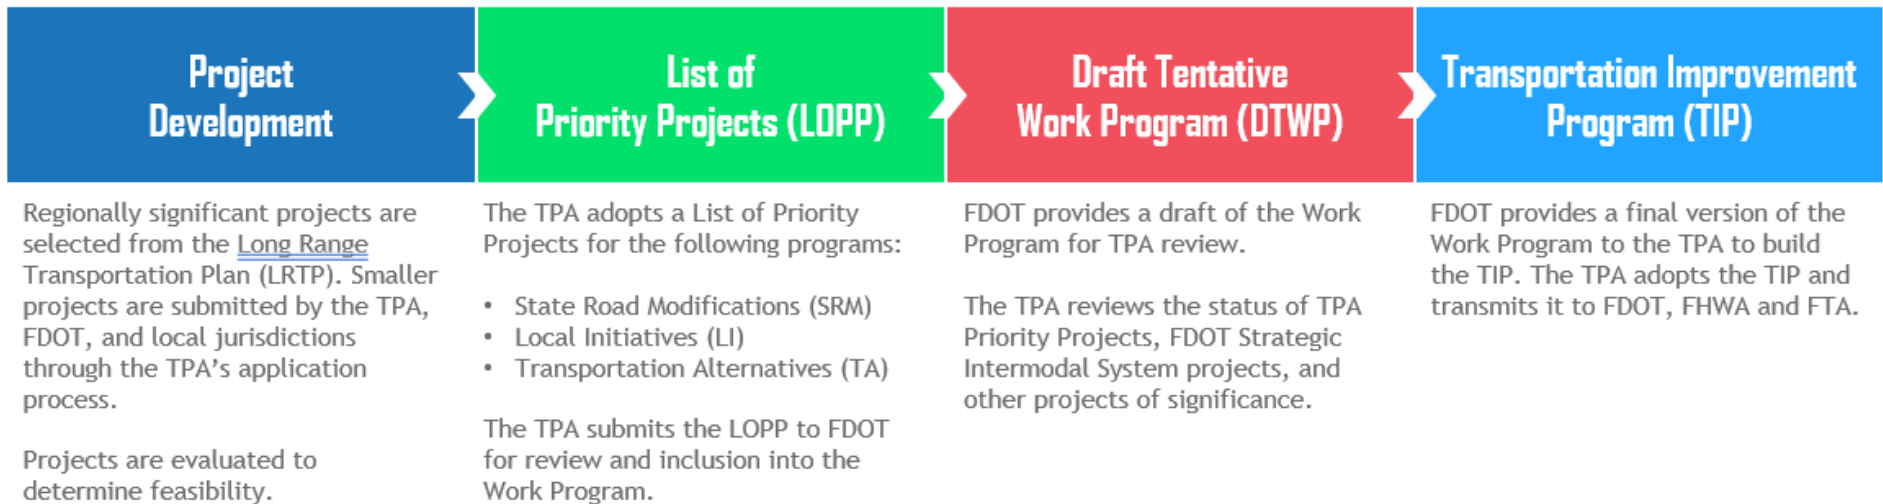 Project
Development
Regionally significant projects are
selected from the Long Range
Transportation Plan (LRTP). Smaller
projects are submitted by the TPA,
FDOT, and local jurisdictions
through the TPA's application
process.
Projects are evaluated to
determine feasibility.
List of
Priority Projects (LOPP)
The TPA adopts a List of Priority
Projects for the following programs:
• State Road Modifications (SRM)
• Local Initiatives (LI)
• Transportation Alternatives (TA)
The TPA submits the LOPP to FDOT
for review and inclusion into the
Work Program.
Draft Tentative
Work Program (DTWP)
FDOT provides a draft of the Work
Program for TPA review.
The TPA reviews the status of TPA
Priority Projects, FDOT Strategic
Intermodal System projects, and
other projects of significance.
Transportation Improvement
Program (TIP)
FDOT provides a final version of the
Work Program to the TPA to build
the TIP. The TPA adopts the TIP and
transmits it to FDOT, FHWA and FTA.